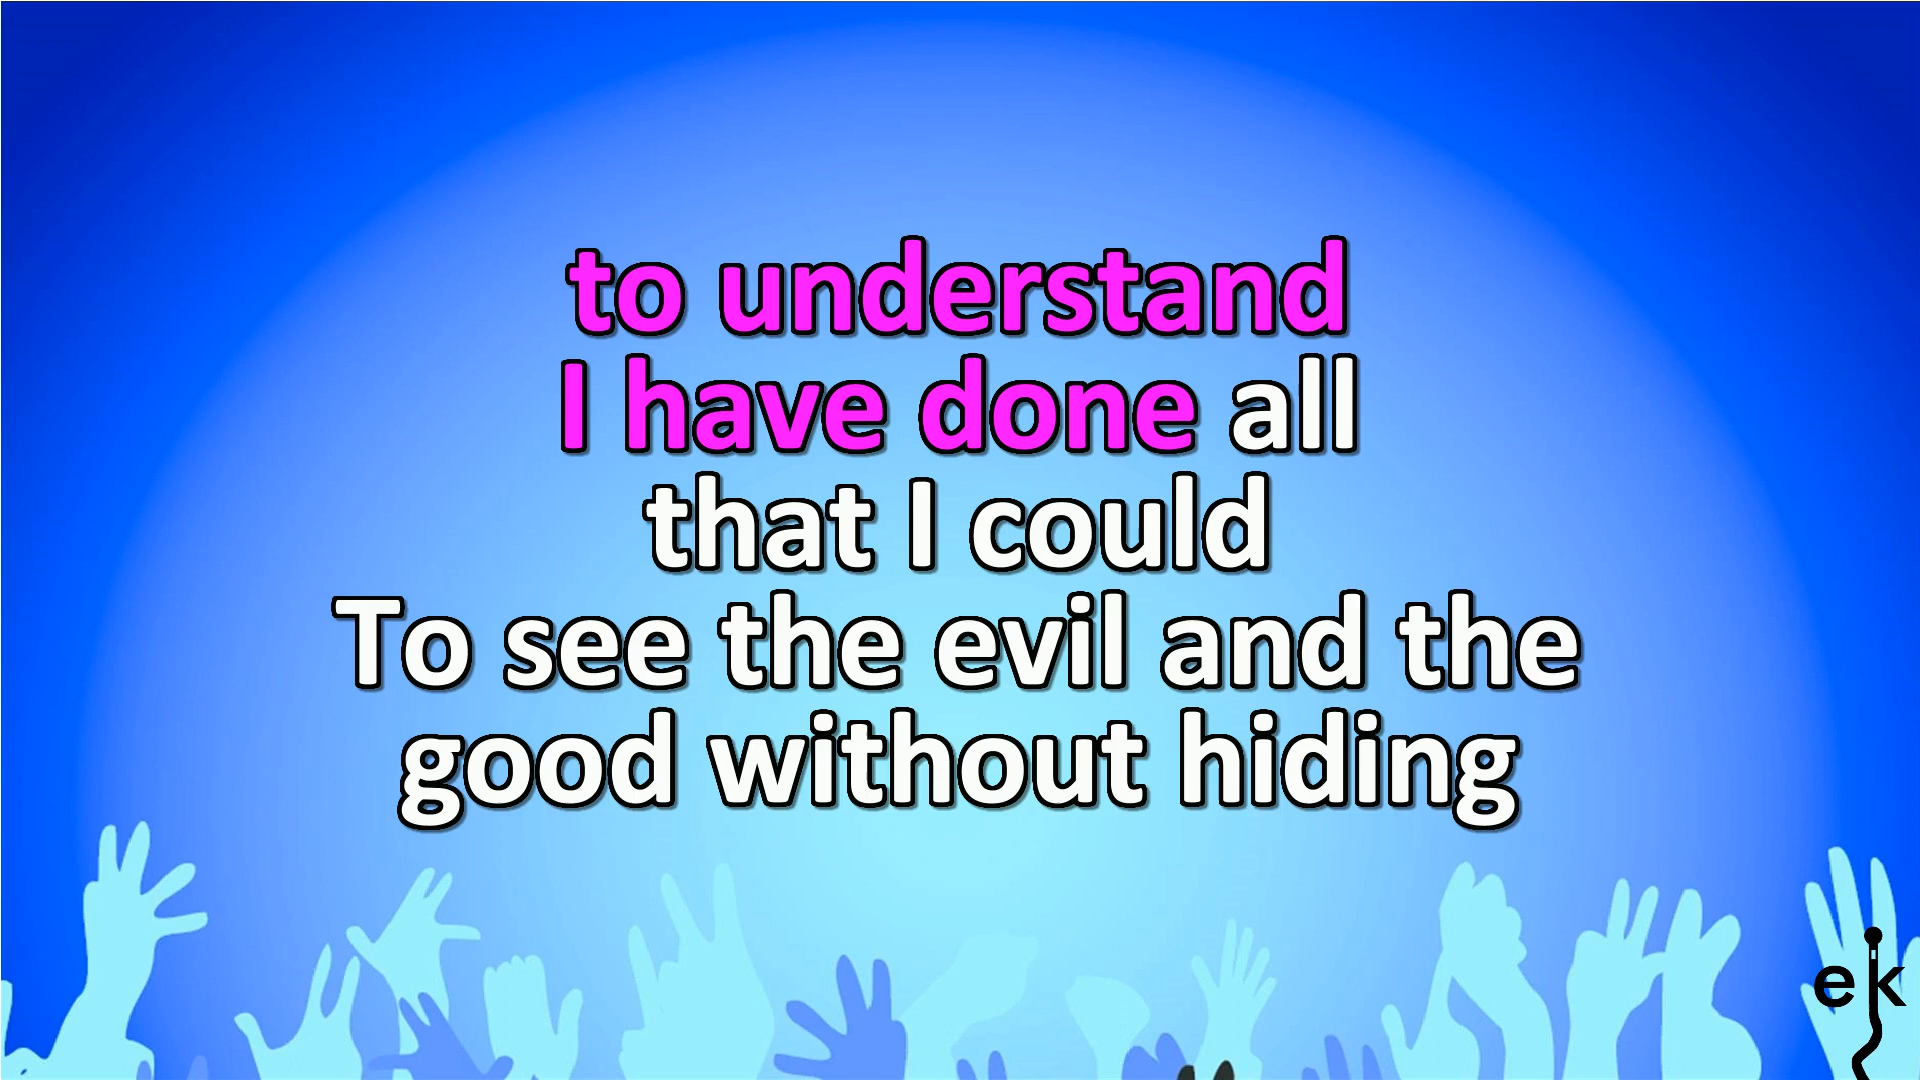 to understand
I have done all
that I could
To see the evil and the
good without hiding
ek